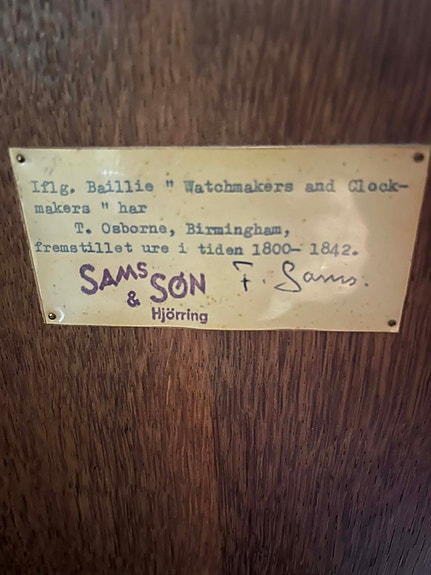 Iflg. Baillie " Watchmakers and Clock-
makers " har
T. Osborne, Birmingham,
fremstillet ure i tiden 1800- 1842.
SAMS & SØN F. Sams.
Hjörring